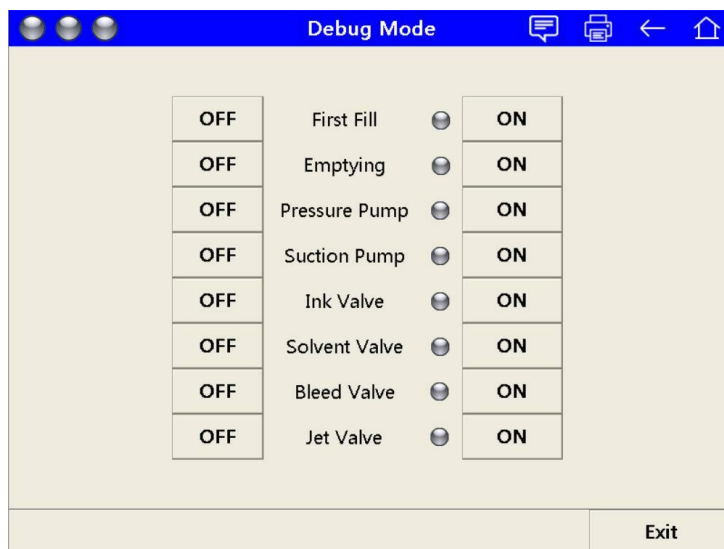 Debug Mode
OFF First Fill ON
OFF Emptying ON
OFF Pressure Pump ON
OFF Suction Pump ON
OFF Ink Valve ON
OFF Solvent Valve ON
OFF Bleed Valve ON
OFF Jet Valve ON
Exit